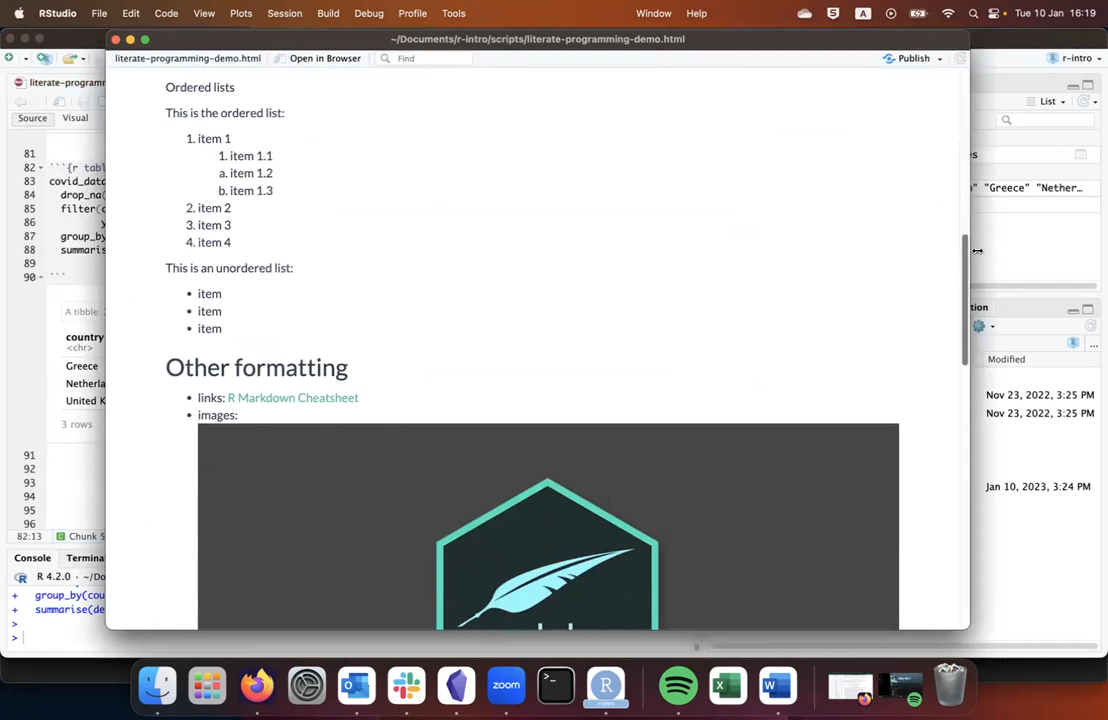 RStudio File Edit Code View Plots Session Build Debug Profile Tools Window Help Tue 10 Jan 16:19
~/Documents/r-intro/scripts/literate-programming-demo.html
literate-programming-demo.html Open in Browser Find Publish
r-intro
literate-programm
Source Visual
List
Ordered lists
This is the ordered list:
1. item 1
1. item 1.1
a. item 1.2
b. item 1.3
2. item 2
3. item 3
4. item 4
This is an unordered list:
• item
• item
• item
Other formatting
• links: R Markdown Cheatsheet
• images:
81
82 ```{r tabl
83 covid_data
84 drop_na(
85 filter(c
86 y
87 group_by
88 summaris
89
90 ```
A tibble:
country
<chr>
Greece
Netherla
United K
3 rows
91
92
93
94
95
96
82:13 Chunk 5
Console Termina
R 4.2.0 · ~/Do
+ group_by(cou
+ summarise(de
>
>
es
" "Greece" "Nether...
tion
...
Modified
Nov 23, 2022, 3:25 PM
Nov 23, 2022, 3:25 PM
Jan 10, 2023, 3:24 PM
zoom